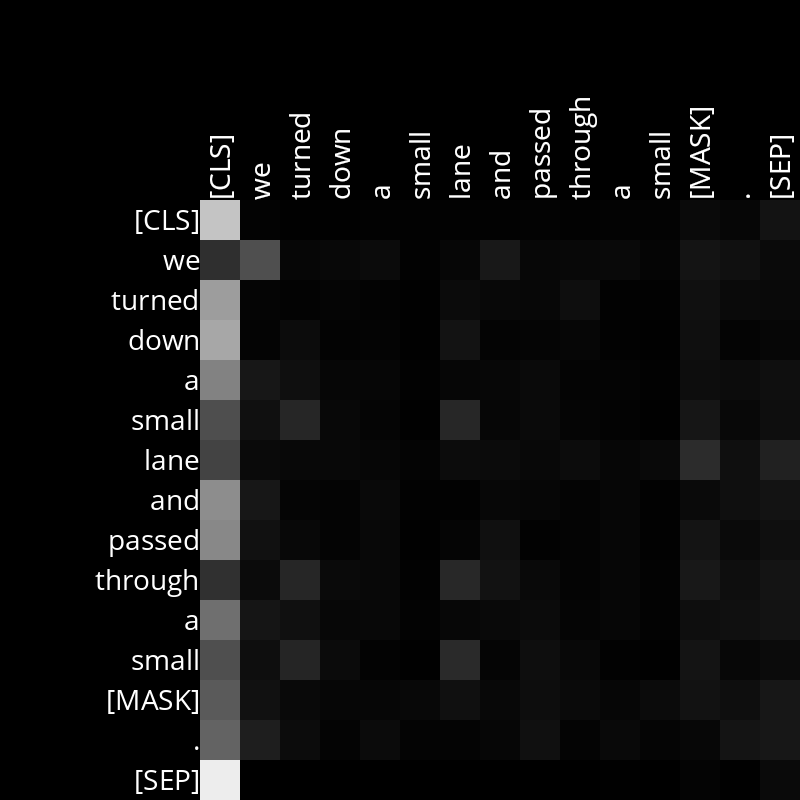 [CLS] we turned down a small lane and passed through a small [MASK] . [SEP]
[CLS]
we
turned
down
a
small
lane
and
passed
through
a
small
[MASK]
.
[SEP]